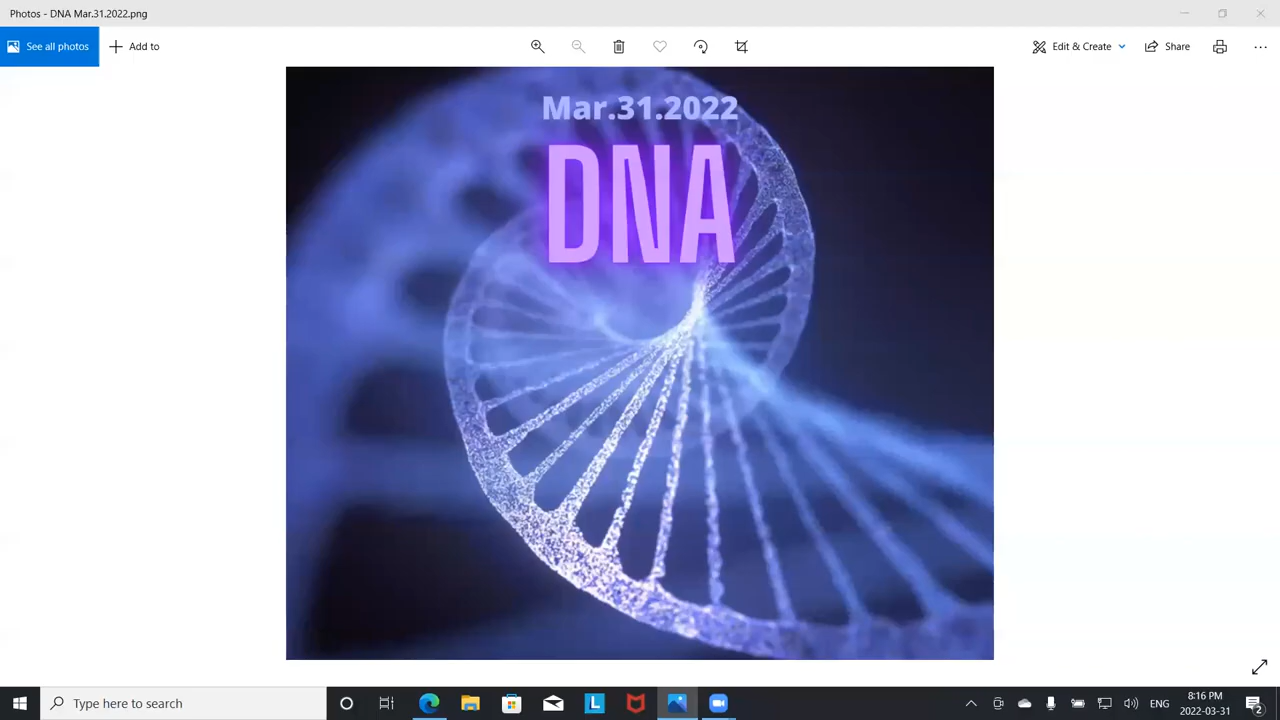 Photos - DNA Mar.31.2022.png
See all photos
Add to
Edit & Create
Share
Mar.31.2022
DNA
Type here to search
L
ENG
8:16 PM
2022-03-31
2